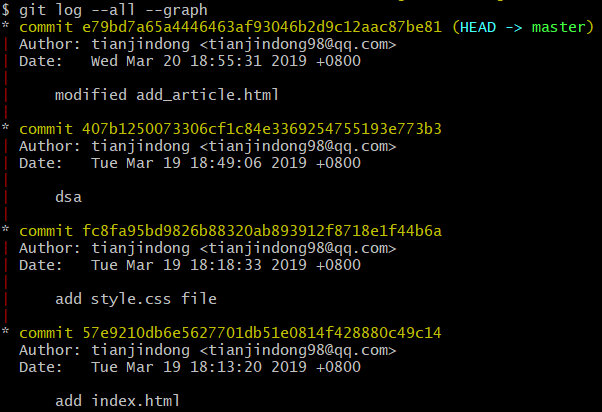 $ git log --all --graph
* commit e79bd7a65a4446463af93046b2d9c12aac87be81 (HEAD -> master)
| Author: tianjindong <tianjindong98@qq.com>
| Date:   Wed Mar 20 18:55:31 2019 +0800
|
|     modified add_article.html
|
* commit 407b1250073306cf1c84e3369254755193e773b3
| Author: tianjindong <tianjindong98@qq.com>
| Date:   Tue Mar 19 18:49:06 2019 +0800
|
|     dsa
|
* commit fc8fa95bd9826b88320ab893912f8718e1f44b6a
| Author: tianjindong <tianjindong98@qq.com>
| Date:   Tue Mar 19 18:18:33 2019 +0800
|
|     add style.css file
|
* commit 57e9210db6e5627701db51e0814f428880c49c14
  Author: tianjindong <tianjindong98@qq.com>
  Date:   Tue Mar 19 18:13:20 2019 +0800

      add index.html